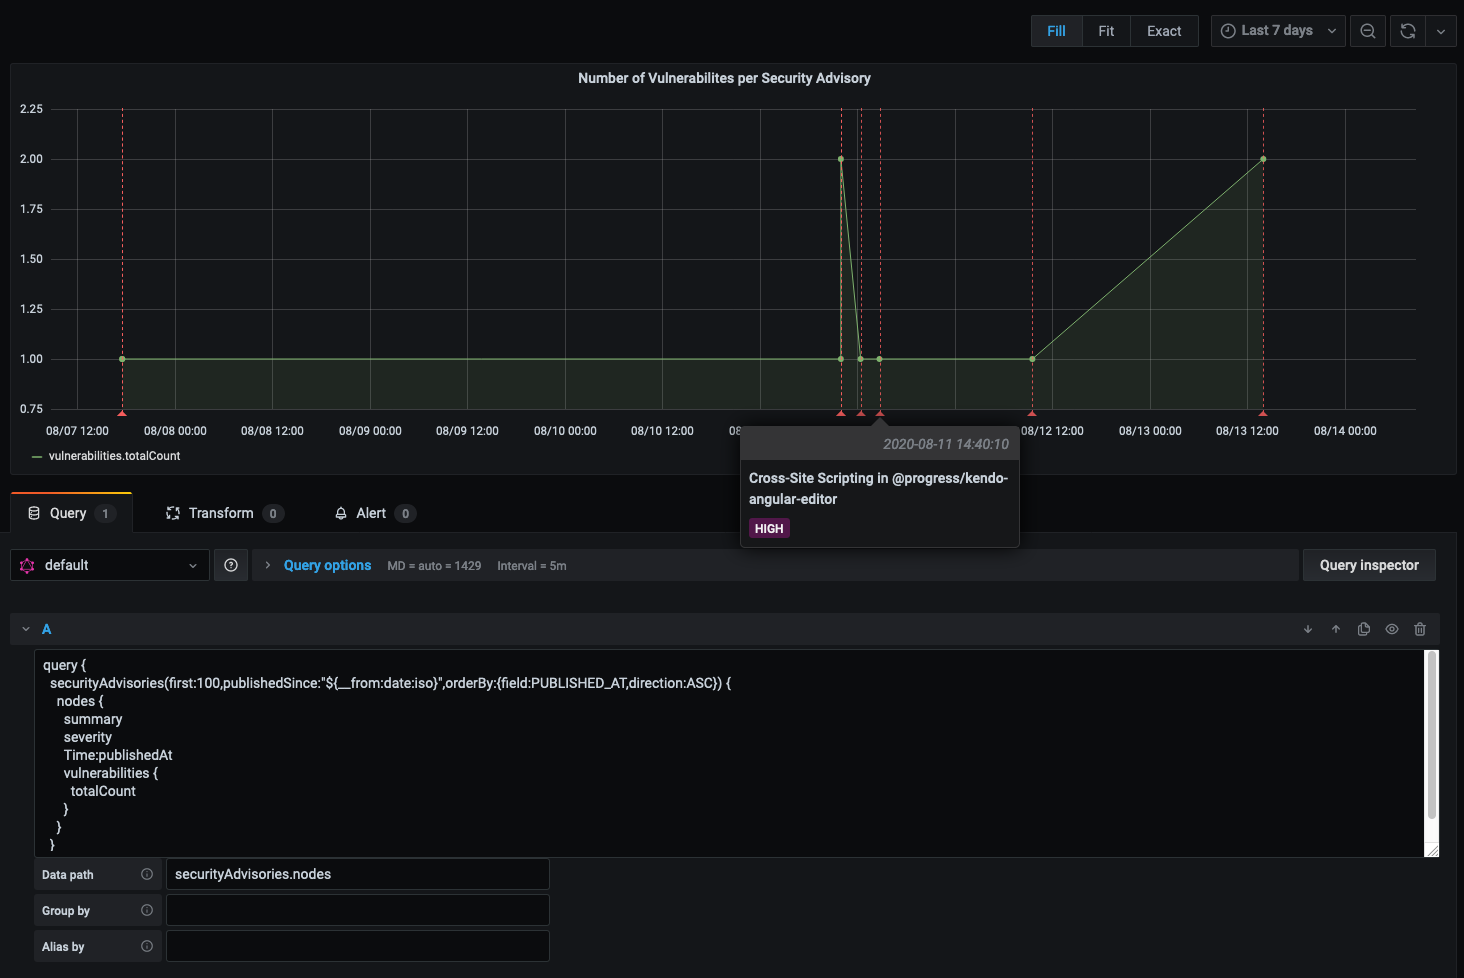 Fill Fit Exact Last 7 days
Number of Vulnerabilites per Security Advisory
2.25
2.00
1.75
1.50
1.25
1.00
0.75
08/07 12:00 08/08 00:00 08/08 12:00 08/09 00:00 08/09 12:00 08/10 00:00 08/10 12:00 08/12 12:00 08/13 00:00 08/13 12:00 08/14 00:00
vulnerabilities.totalCount
2020-08-11 14:40:10
Cross-Site Scripting in @progress/kendo-
angular-editor
HIGH
Query 1 Transform 0 Alert 0
default Query options MD = auto = 1429 Interval = 5m Query inspector
A
query {
securityAdvisories(first:100,publishedSince:"${__from:date:iso}",orderBy:{field:PUBLISHED_AT,direction:ASC}) {
nodes {
summary
severity
Time:publishedAt
vulnerabilities {
totalCount
}
}
}
Data path securityAdvisories.nodes
Group by
Alias by